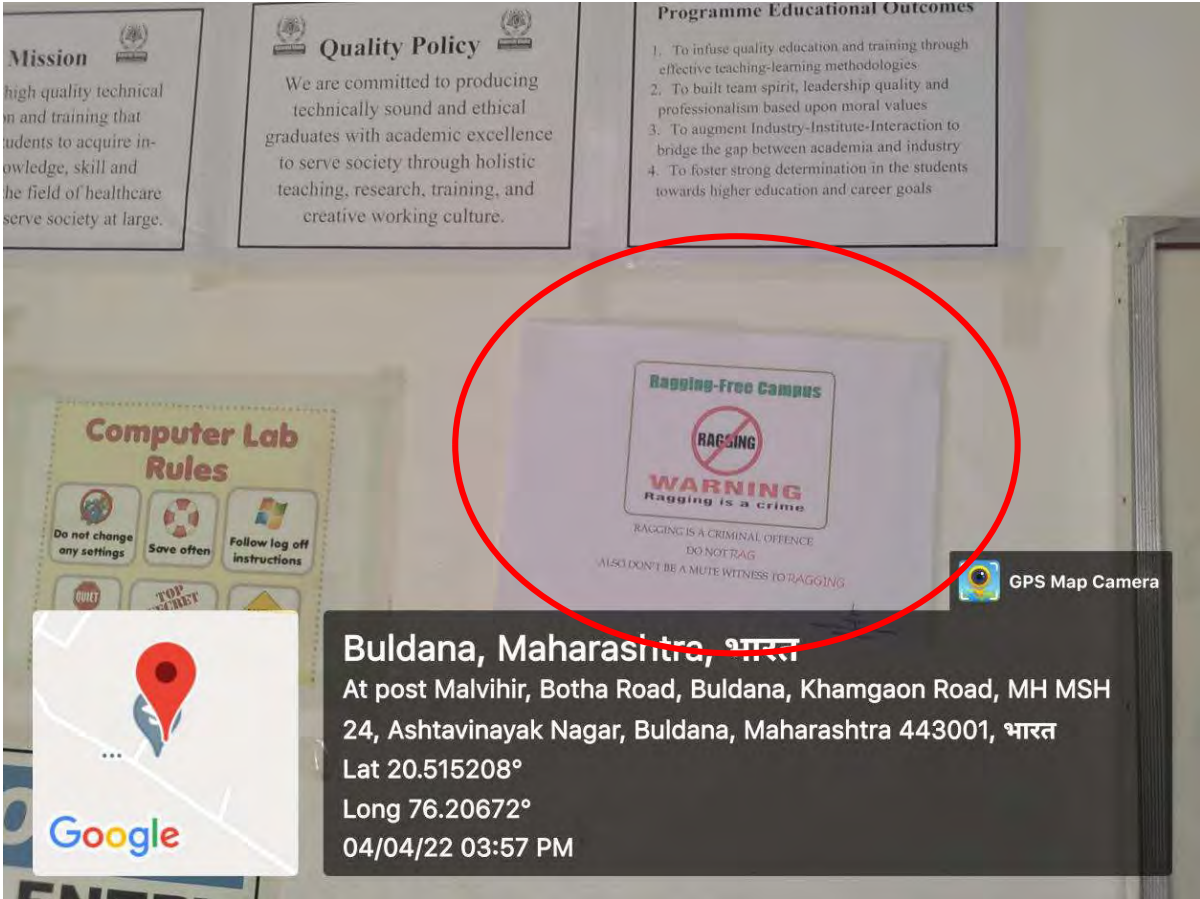 Mission
high quality technical
n and training that
udents to acquire in-
owledge, skill and
he field of healthcare
serve society at large.
Quality Policy
We are committed to producing
technically sound and ethical
graduates with academic excellence
to serve society through holistic
teaching, research, training, and
creative working culture.
Programme Educational Outcomes
1. To infuse quality education and training through
effective teaching-learning methodologies
2. To built team spirit, leadership quality and
professionalism based upon moral values
3. To augment Industry-Institute-Interaction to
bridge the gap between academia and industry
4. To foster strong determination in the students
towards higher education and career goals
Computer Lab
Rules
Do not change
any settings
Save often
Follow log off
instructions
QUIET
TOP
SECRET
Ragging-Free Campus
RAGGING
WARNING
Ragging is a crime
RAGGING IS A CRIMINAL OFFENCE
DO NOT RAG
ALSO DON'T BE A MUTE WITNESS TO RAGGING
GPS Map Camera
Buldana, Maharashtra, भारत
At post Malvihir, Botha Road, Buldana, Khamgaon Road, MH MSH
24, Ashtavinayak Nagar, Buldana, Maharashtra 443001, भारत
Lat 20.515208°
Long 76.20672°
04/04/22 03:57 PM
Google